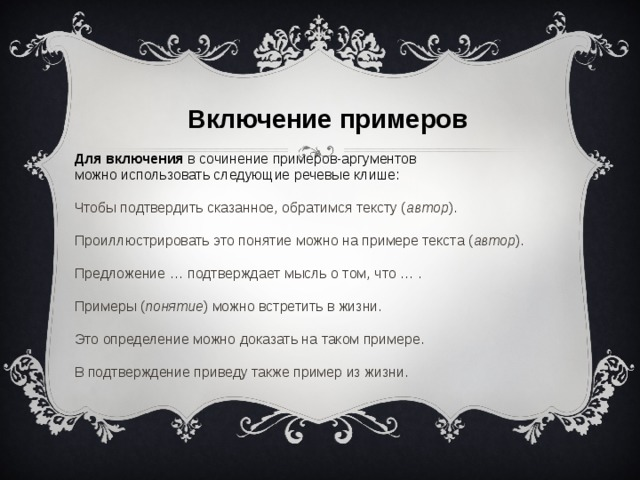 Включение примеров
Для включения в сочинение примеров-аргументов
можно использовать следующие речевые клише:
Чтобы подтвердить сказанное, обратимся тексту (автор).
Проиллюстрировать это понятие можно на примере текста (автор).
Предложение … подтверждает мысль о том, что … .
Примеры (понятие) можно встретить в жизни.
Это определение можно доказать на таком примере.
В подтверждение приведу также пример из жизни.